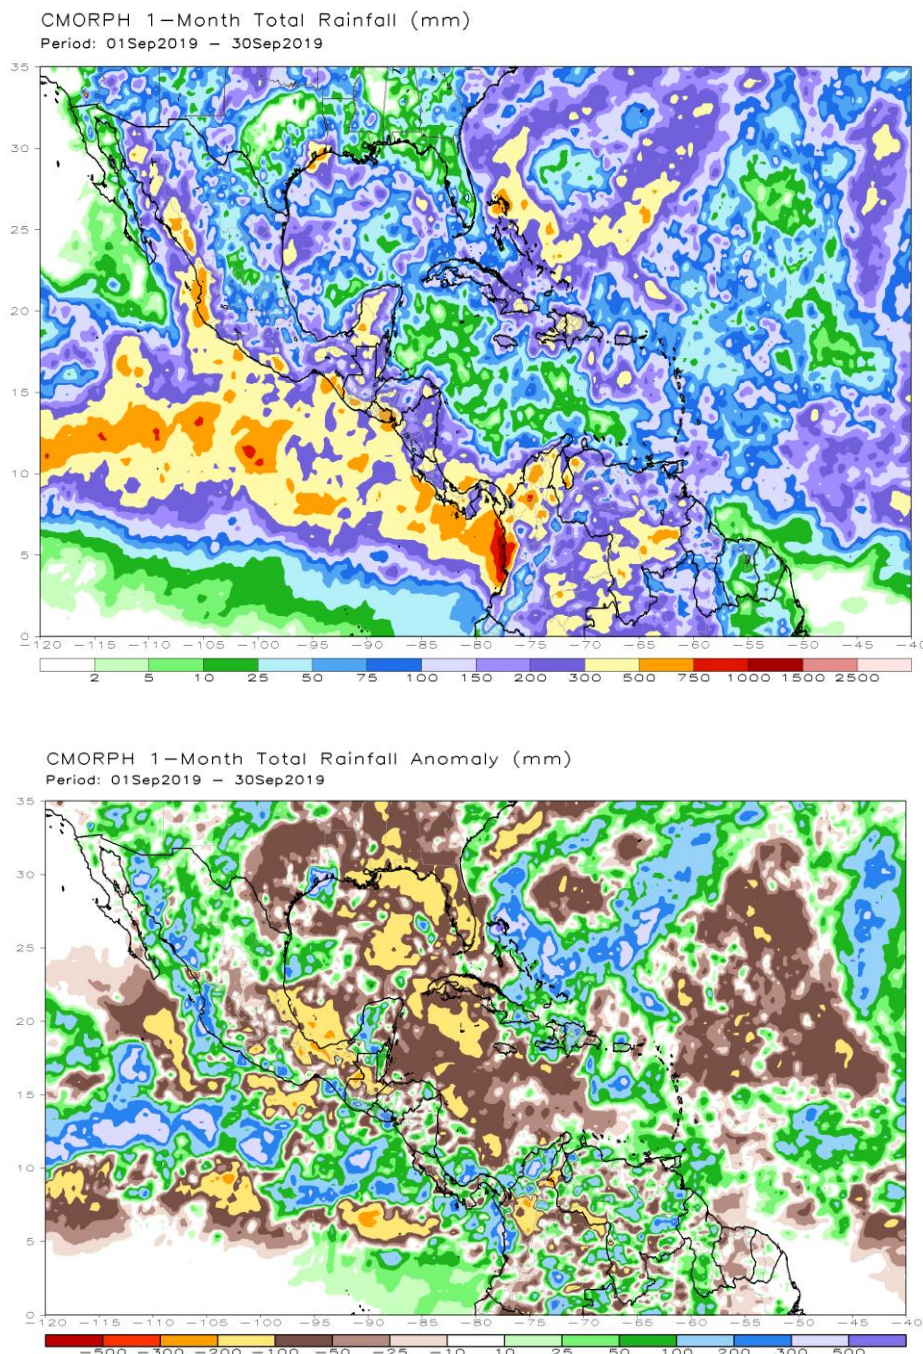 CMORPH 1-Month Total Rainfall (mm)
Period: 01Sep2019 - 30Sep2019
35
30
25
20
15
10
5
0
-120 -115 -110 -105 -100 -95 -90 -85 -80 -75 -70 -65 -60 -55 -50 -45 -40
2 5 10 25 50 75 100 150 200 300 500 750 1000 1500 2500
CMORPH 1-Month Total Rainfall Anomaly (mm)
Period: 01Sep2019 - 30Sep2019
35
30
25
20
15
10
5
0
-120 -115 -110 -105 -100 -95 -90 -85 -80 -75 -70 -65 -60 -55 -50 -45 -40
-500 -300 -200 -100 -50 -25 -10 10 25 50 100 200 300 500